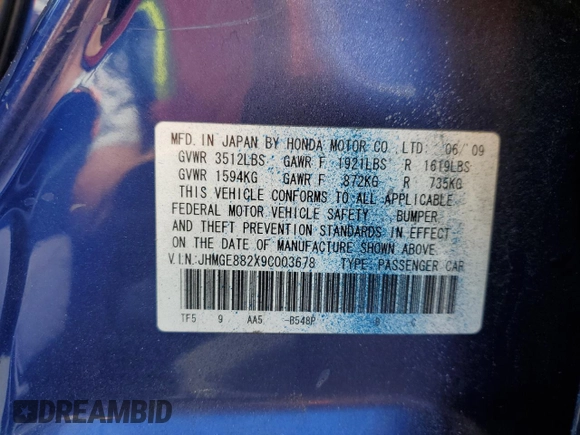 MFD. IN JAPAN BY HONDA MOTOR CO. LTD: 06/09
GVWR 3512LBS GAWR F 1921LBS R 1619LBS
GVWR 1594KG GAWR F 872KG R 735KG
THIS VEHICLE CONFORMS TO ALL APPLICABLE
FEDERAL MOTOR VEHICLE SAFETY BUMPER
AND THEFT PREVENTION STANDARDS IN EFFECT
ON THE DATE OF MANUFACTURE SHOWN ABOVE
V.I.N:JHMGE882X9C003678 TYPE: PASSENGER CAR
TF5 9 AA5 -B548P
DREAMBID